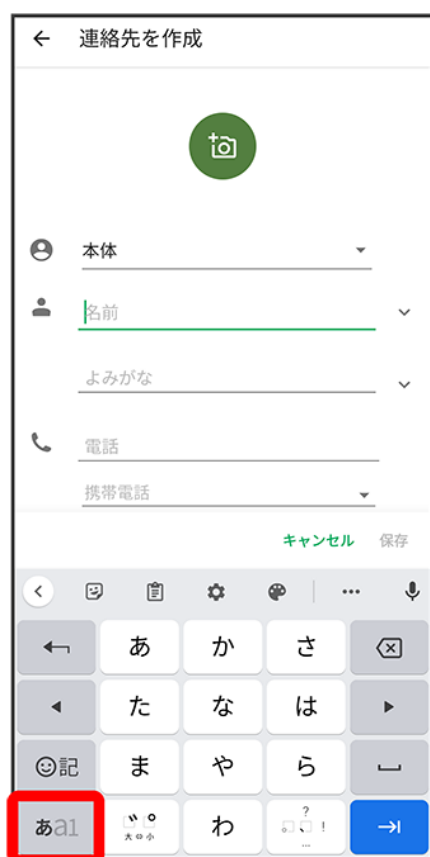 連絡先を作成
本体
名前
よみがな
電話
携帯電話
キャンセル 保存
あ か さ
た な は
記 ま や ら
あa1 大⇔小 わ ?!
...